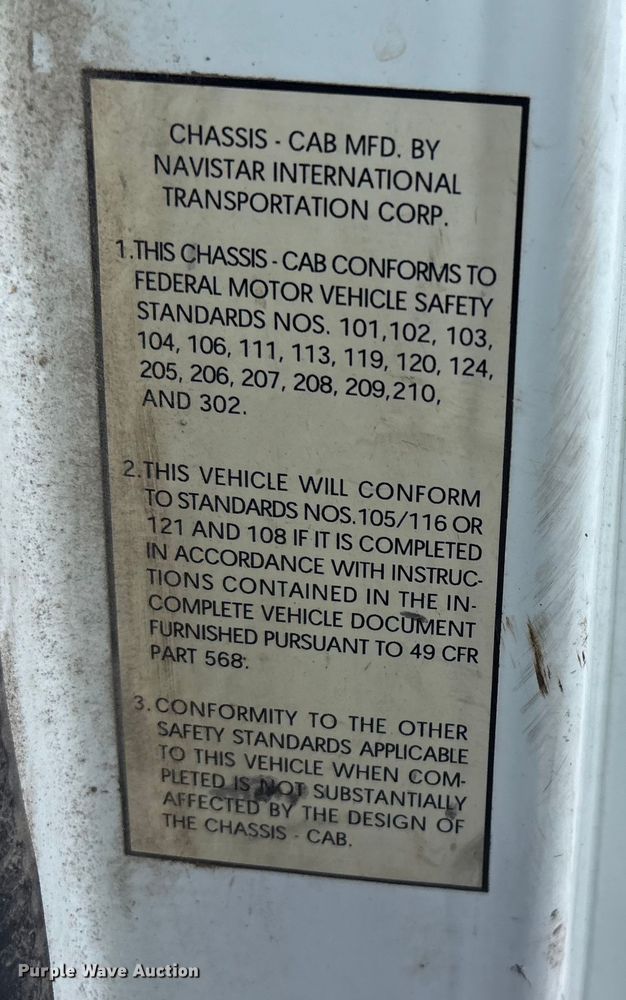 CHASSIS - CAB MFD. BY
NAVISTAR INTERNATIONAL
TRANSPORTATION CORP.
1.THIS CHASSIS - CAB CONFORMS TO
FEDERAL MOTOR VEHICLE SAFETY
STANDARDS NOS. 101,102, 103,
104, 106, 111, 113, 119, 120, 124,
205, 206, 207, 208, 209,210,
AND 302.
2.THIS VEHICLE WILL CONFORM
TO STANDARDS NOS.105/116 OR
121 AND 108 IF IT IS COMPLETED
IN ACCORDANCE WITH INSTRUC-
TIONS CONTAINED IN THE IN-
COMPLETE VEHICLE DOCUMENT
FURNISHED PURSUANT TO 49 CFR
PART 568.
3. CONFORMITY TO THE OTHER
SAFETY STANDARDS APPLICABLE
TO THIS VEHICLE WHEN COM-
PLETED IS NOT SUBSTANTIALLY
AFFECTED BY THE DESIGN OF
THE CHASSIS - CAB.
Purple Wave Auction